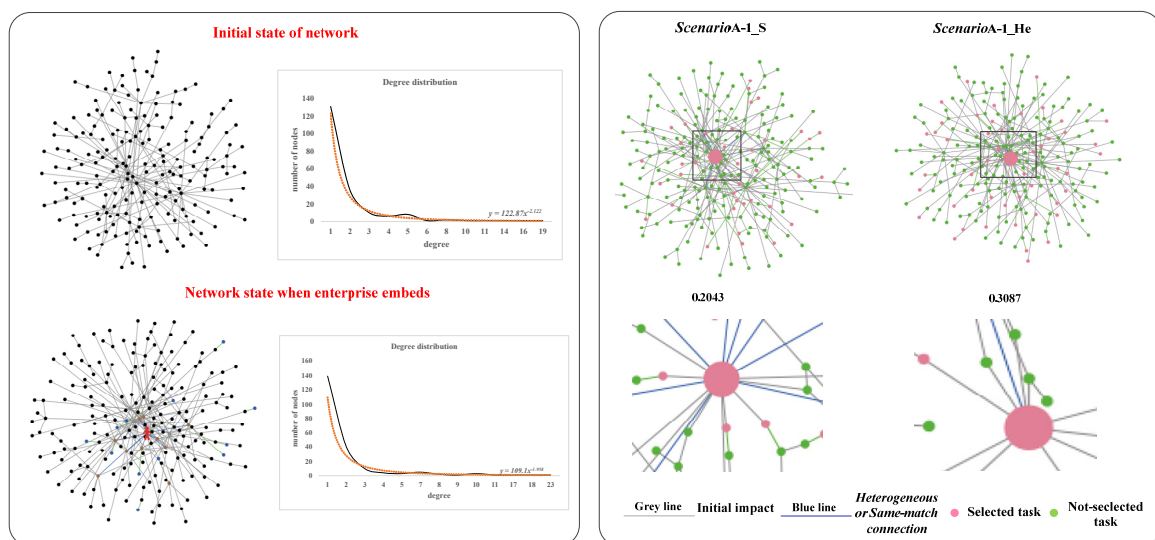 Initial state of network
Degree distribution
number of nodes
140
120
100
80
60
40
20
0
1 2 3 4 5 6 7 8 9 10 11 14 16 19
degree
y = 122.87x^-2.122
Network state when enterprise embeds
Degree distribution
number of nodes
160
140
120
100
80
60
40
20
0
1 2 3 4 5 6 7 9 10 11 17 18 23
degree
y = 109.1x^-1.958
ScenarioA-1_S
ScenarioA-1_He
0.2043
0.3087
Grey line
Initial impact
Blue line
Heterogeneous
or Same-match
connection
Selected task
Not-seclected
task